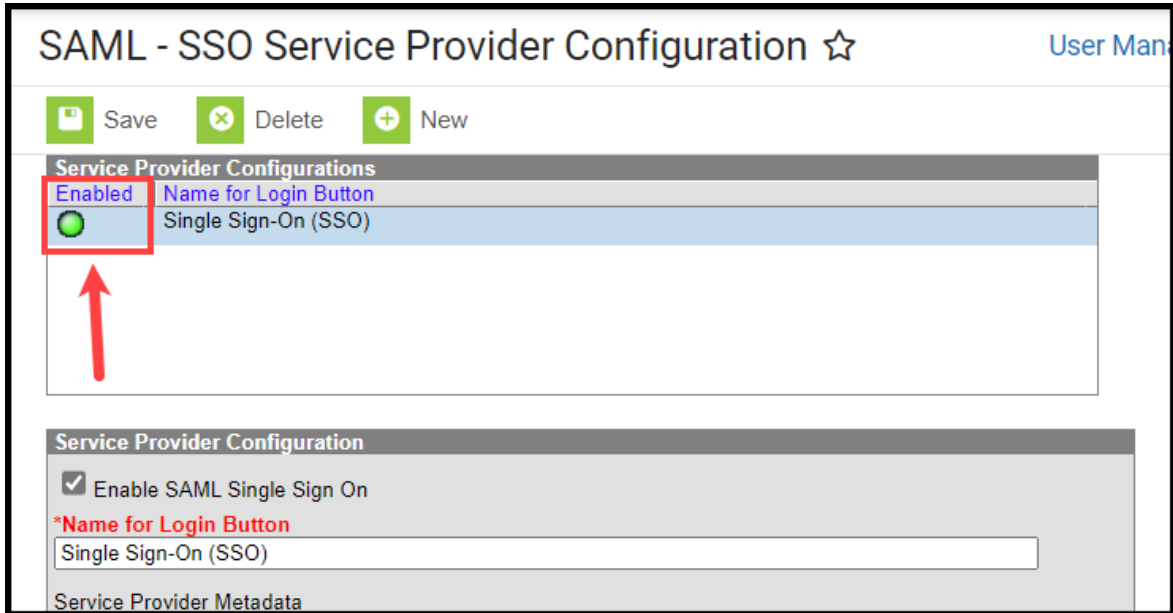 SAML - SSO Service Provider Configuration
User Mana
Save Delete New
Service Provider Configurations
Enabled Name for Login Button
Single Sign-On (SSO)
Service Provider Configuration
Enable SAML Single Sign On
*Name for Login Button
Single Sign-On (SSO)
Service Provider Metadata